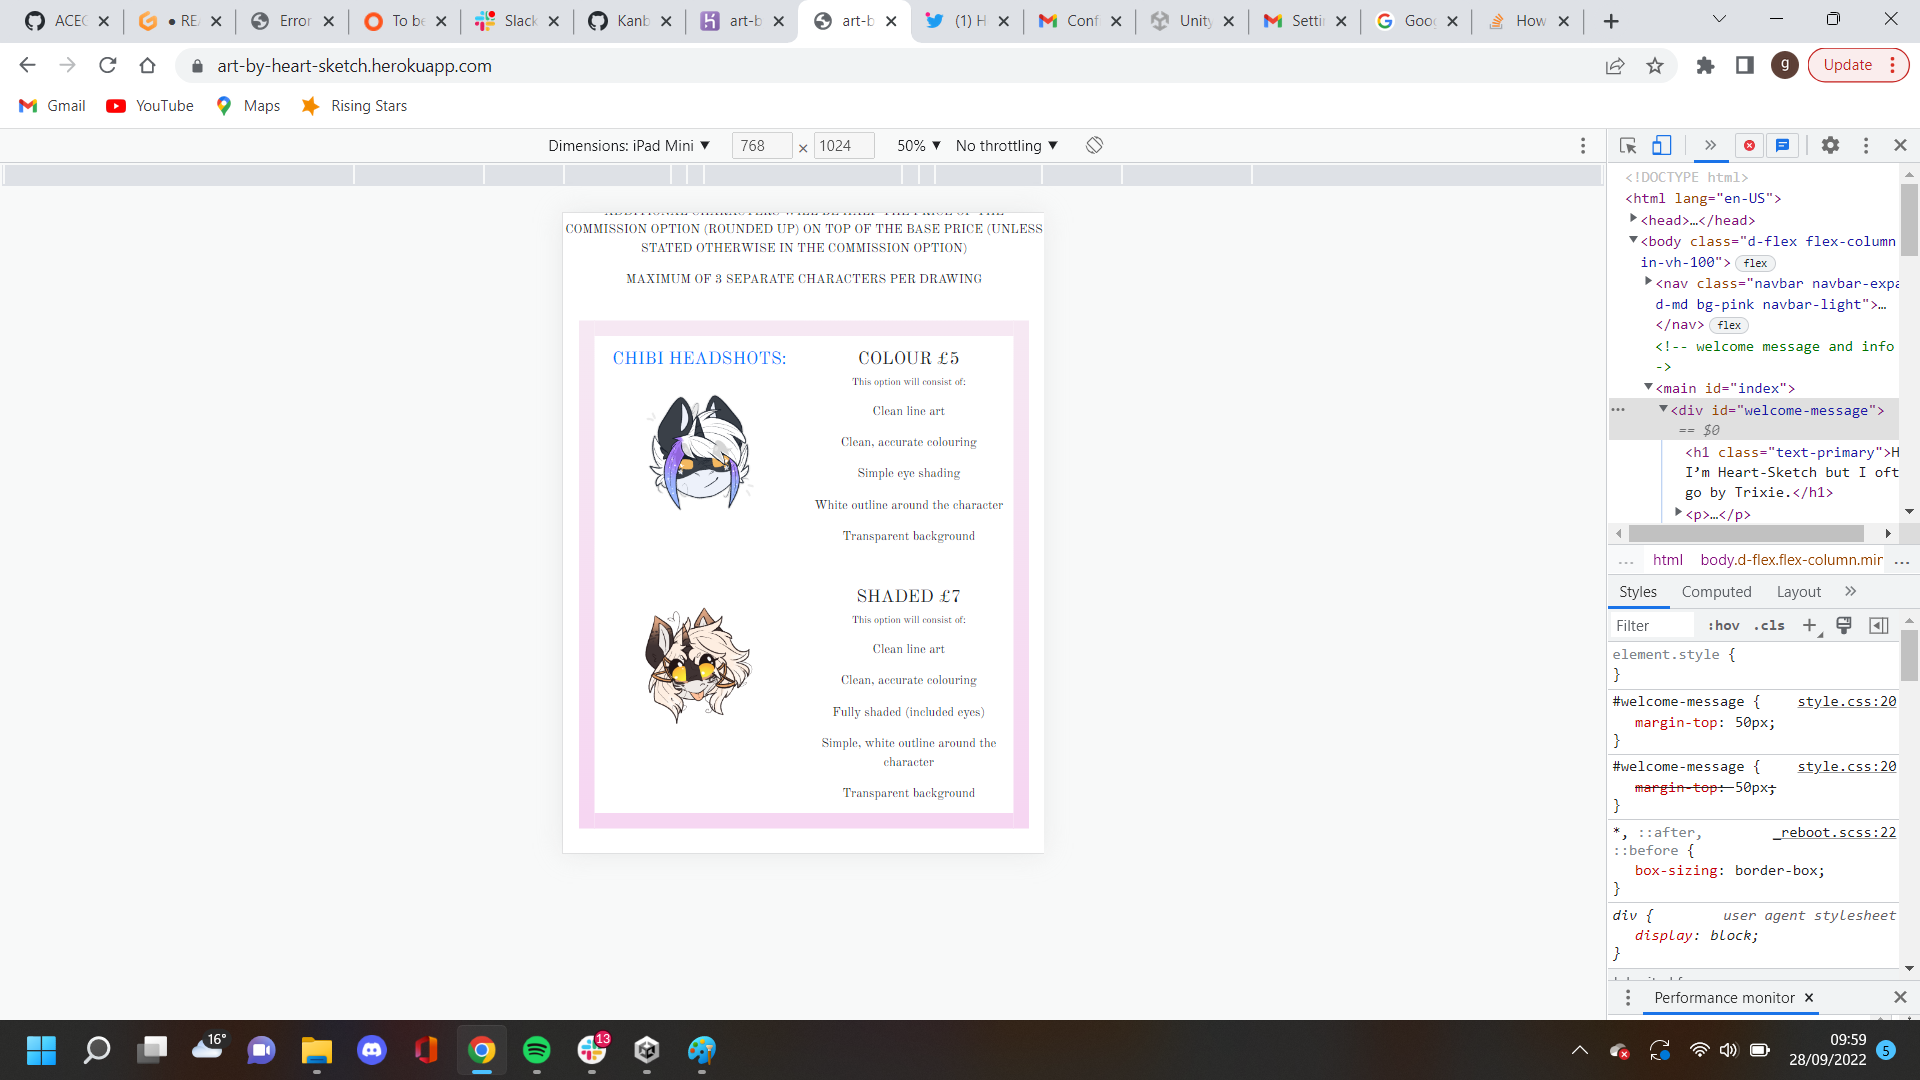 ACEC
REA
Error
To be
Slack
Kanb
art-b
art-b
(1) H
Conf
Unity
Settin
Goog
How
art-by-heart-sketch.herokuapp.com
g
Update
Gmail
YouTube
Maps
Rising Stars
Dimensions: iPad Mini ▼
768 × 1024
50% ▼
No throttling ▼
COMMISSION OPTION (ROUNDED UP) ON TOP OF THE BASE PRICE (UNLESS
STATED OTHERWISE IN THE COMMISSION OPTION)
MAXIMUM OF 3 SEPARATE CHARACTERS PER DRAWING
CHIBI HEADSHOTS:
COLOUR £5
This option will consist of:
Clean line art
Clean, accurate colouring
Simple eye shading
White outline around the character
Transparent background
SHADED £7
This option will consist of:
Clean line art
Clean, accurate colouring
Fully shaded (included eyes)
Simple, white outline around the
character
Transparent background
<!DOCTYPE html>
<html lang="en-US">
<head>…</head>
<body class="d-flex flex-column
in-vh-100"> flex
<nav class="navbar navbar-expa
d-md bg-pink navbar-light">…
</nav> flex
<!-- welcome message and info
->
<main id="index">
<div id="welcome-message">
== $0
<h1 class="text-primary">H
I’m Heart-Sketch but I oft
go by Trixie.</h1>
<p>…</p>
… html body.d-flex.flex-column.mir …
Styles Computed Layout
Filter :hov .cls
element.style {
}
#welcome-message { style.css:20
margin-top: 50px;
}
#welcome-message { style.css:20
margin-top: 50px;
}
*, ::after, _reboot.scss:22
::before {
box-sizing: border-box;
}
div { user agent stylesheet
display: block;
}
Performance monitor
16°
13
09:59
28/09/2022
5